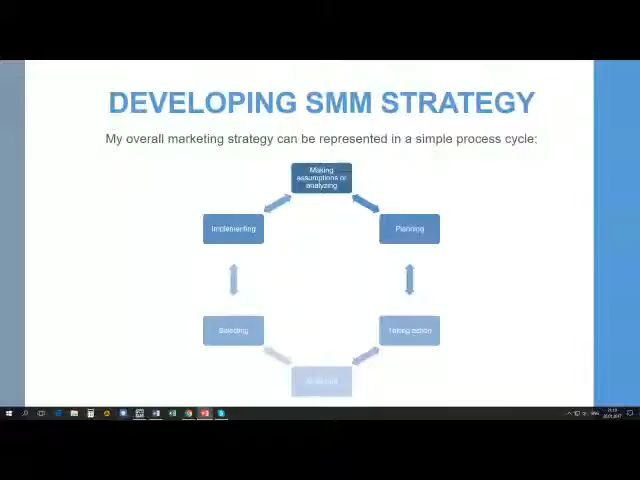 DEVELOPING SMM STRATEGY
My overall marketing strategy can be represented in a simple process cycle:
Making
assumptions or
analyzing
Implementing
Planning
Selecting
Taking action